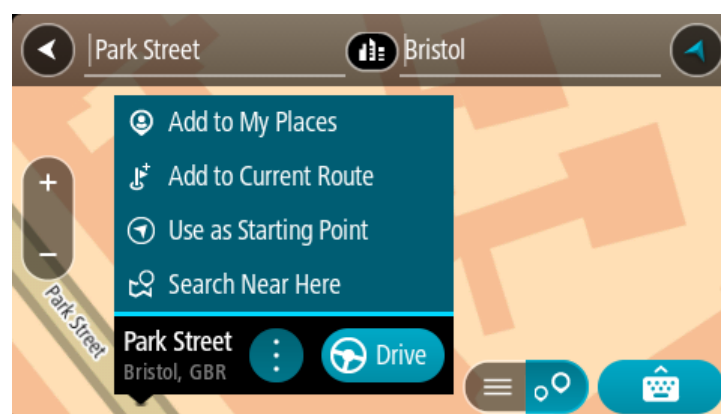 Park Street
Bristol
Add to My Places
Add to Current Route
Use as Starting Point
Search Near Here
Park Street
Park Street
Bristol, GBR
Drive